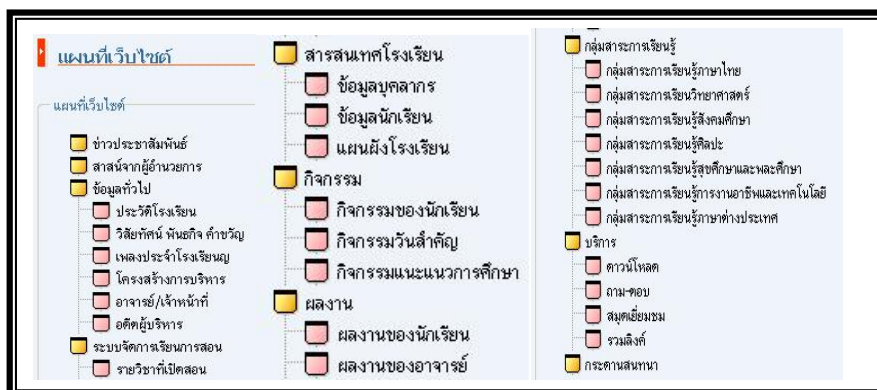 แผนที่เว็บไซต์
แผนที่เว็บไซต์
ข่าวประชาสัมพันธ์
สาสน์จากผู้อำนวยการ
ข้อมูลทั่วไป
ประวัติโรงเรียน
วิสัยทัศน์ พันธกิจ คำขวัญ
เพลงประจำโรงเรียนญ
โครงสร้างการบริหาร
อาจารย์/เจ้าหน้าที่
อดีตผู้บริหาร
ระบบจัดการเรียนการสอน
รายวิชาที่เปิดสอน
สารสนเทศโรงเรียน
ข้อมูลบุคลากร
ข้อมูลนักเรียน
แผนผังโรงเรียน
กิจกรรม
กิจกรรมของนักเรียน
กิจกรรมวันสำคัญ
กิจกรรมแนะแนวการศึกษา
ผลงาน
ผลงานของนักเรียน
ผลงานของอาจารย์
กลุ่มสาระการเรียนรู้
กลุ่มสาระการเรียนรู้ภาษาไทย
กลุ่มสาระการเรียนวิทยาศาสตร์
กลุ่มสาระการเรียนรู้สังคมศึกษา
กลุ่มสาระการเรียนรู้ศิลปะ
กลุ่มสาระการเรียนรู้สุขศึกษาและพละศึกษา
กลุ่มสาระการเรียนรู้การงานอาชีพและเทคโนโลยี
กลุ่มสาระการเรียนรู้ภาษาต่างประเทศ
บริการ
ดาวน์โหลด
ถาม-ตอบ
สมุดเยี่ยมชม
รวมลิงค์
กระดานสนทนา